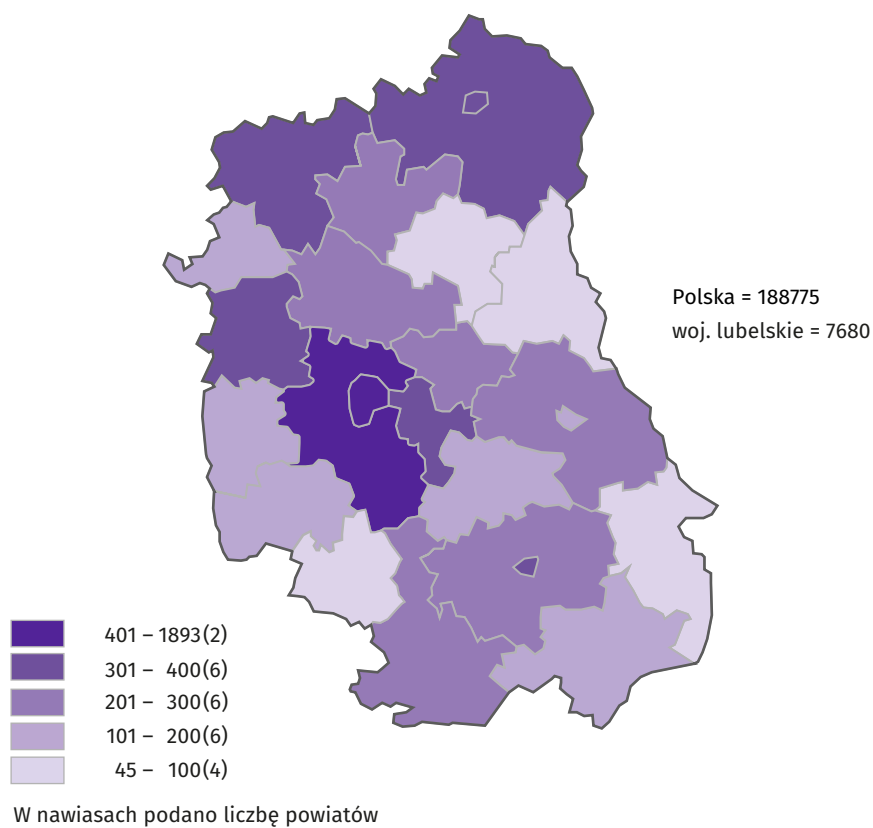 Polska = 188775
woj. lubelskie = 7680
401 – 1893(2)
301 – 400(6)
201 – 300(6)
101 – 200(6)
45 – 100(4)
W nawiasach podano liczbę powiatów